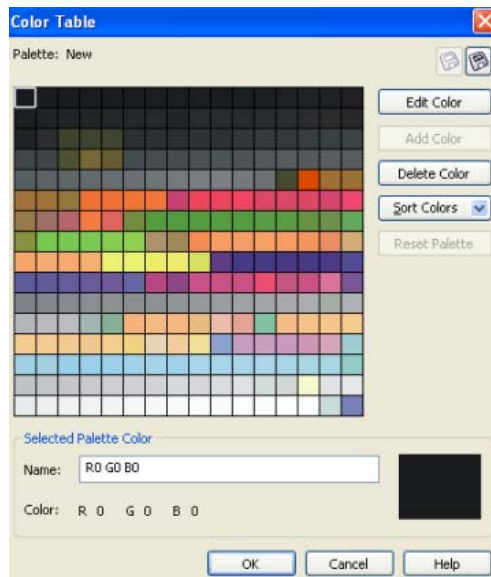 Color Table
Palette: New
Edit Color
Add Color
Delete Color
Sort Colors
Reset Palette
Selected Palette Color
Name: R0 G0 B0
Color: R 0 G 0 B 0
OK Cancel Help